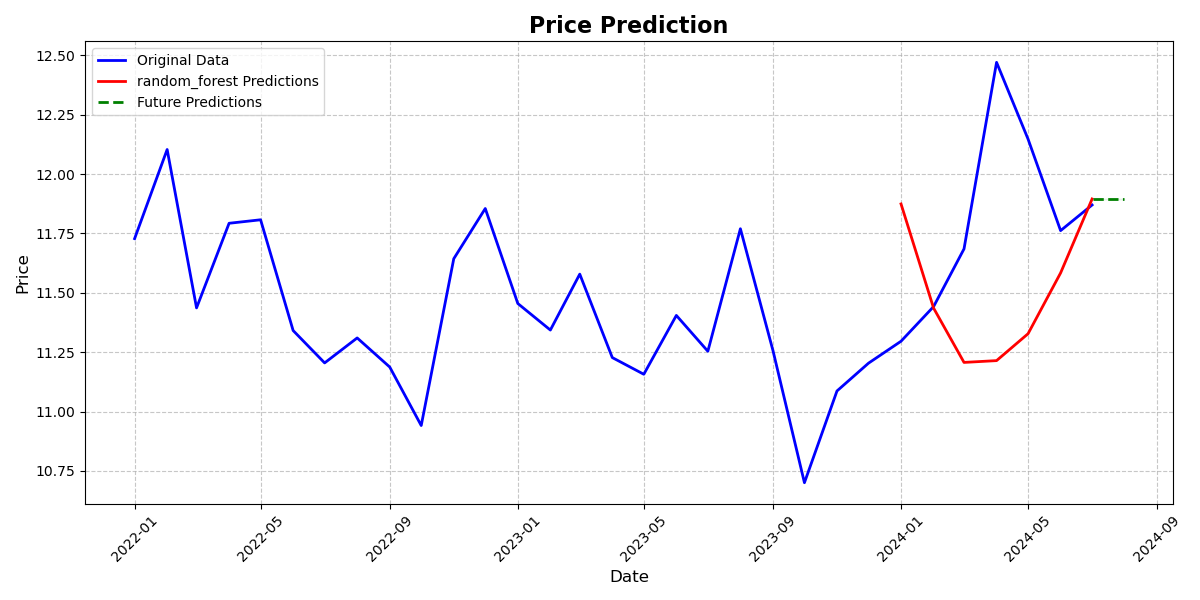 Price Prediction
Original Data
random_forest Predictions
Future Predictions
Price
12.50
12.25
12.00
11.75
11.50
11.25
11.00
10.75
2022-01
2022-05
2022-09
2023-01
2023-05
2023-09
2024-01
2024-05
2024-09
Date